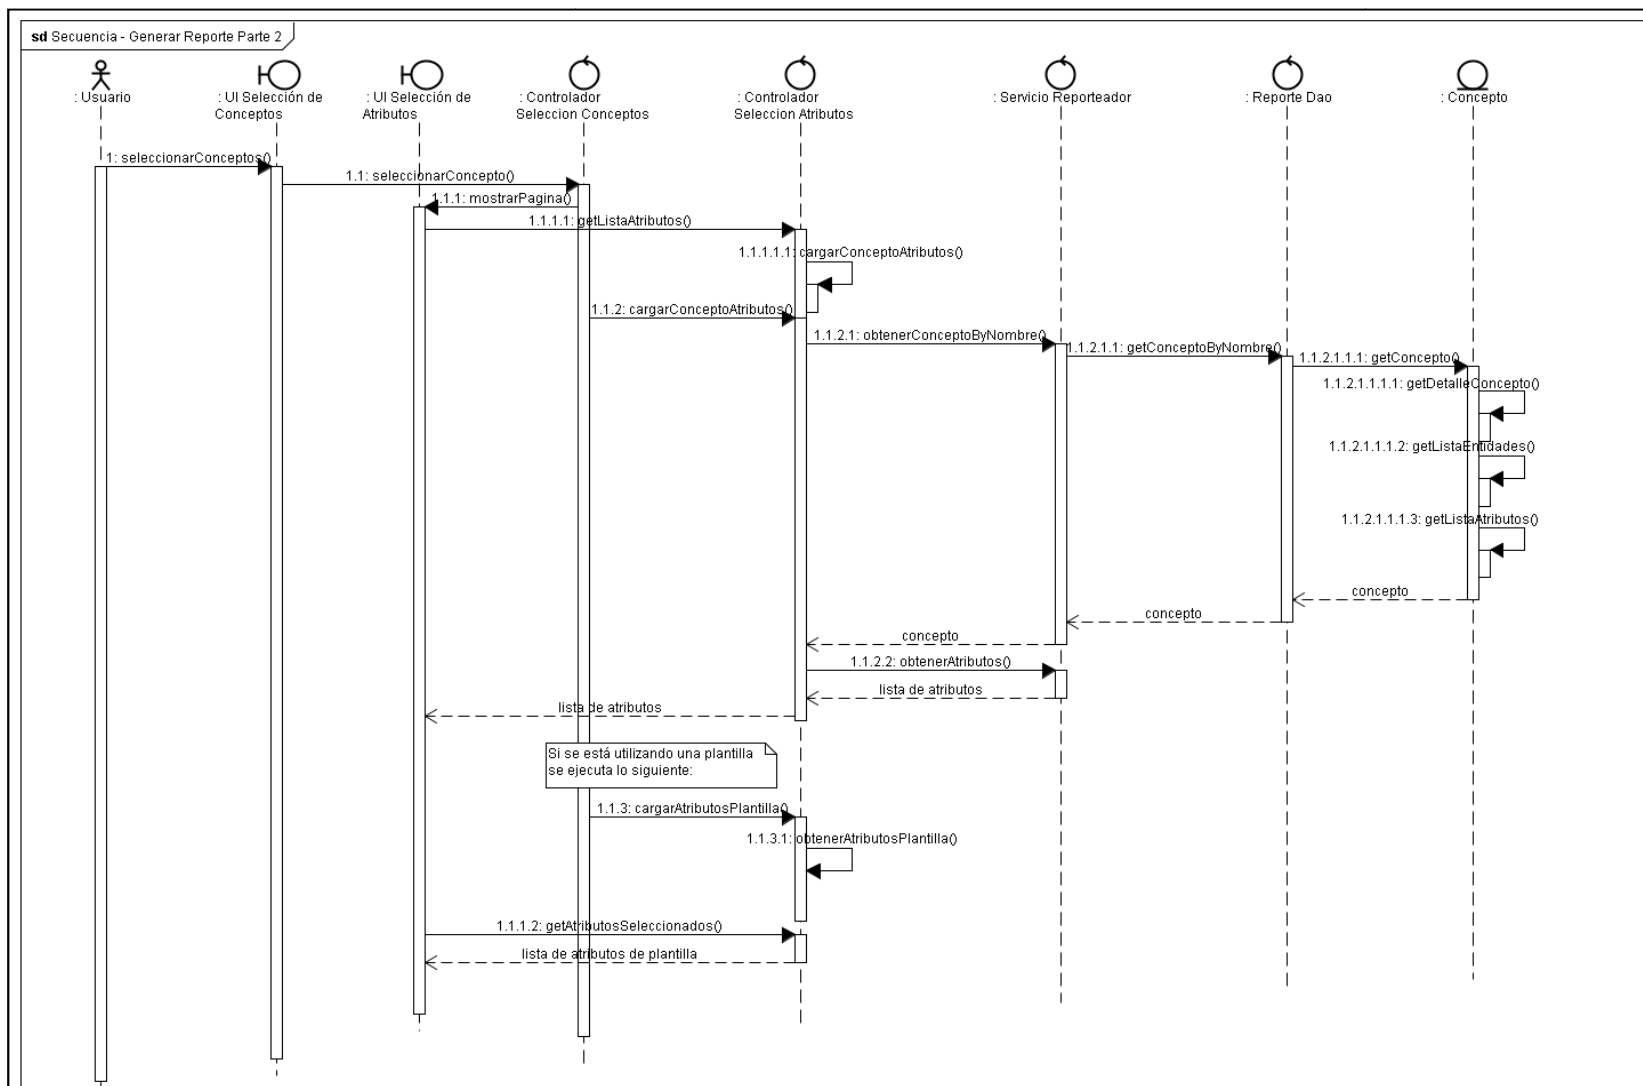 sd Secuencia - Generar Reporte Parte 2
: Usuario
: UI Selección de
Conceptos
: UI Selección de
Atributos
: Controlador
Seleccion Conceptos
: Controlador
Seleccion Atributos
: Servicio Reporteador
: Reporte Dao
: Concepto
1: seleccionarConceptos()
1.1: seleccionarConcepto()
1.1.1: mostrarPagina()
1.1.1.1: getListaAtributos()
1.1.1.1.1: cargarConceptoAtributos()
1.1.2: cargarConceptoAtributos()
1.1.2.1: obtenerConceptoByNombre()
1.1.2.1.1: getConceptoByNombre()
1.1.2.1.1.1: getConcepto()
1.1.2.1.1.1.1: getDetalleConcepto()
1.1.2.1.1.1.2: getListaEntidades()
1.1.2.1.1.1.3: getListaAtributos()
concepto
concepto
concepto
1.1.2.2: obtenerAtributos()
lista de atributos
lista de atributos
Si se está utilizando una plantilla
se ejecuta lo siguiente:
1.1.3: cargarAtributosPlantilla()
1.1.3.1: obtenerAtributosPlantilla()
1.1.1.2: getAtributosSeleccionados()
lista de atributos de plantilla